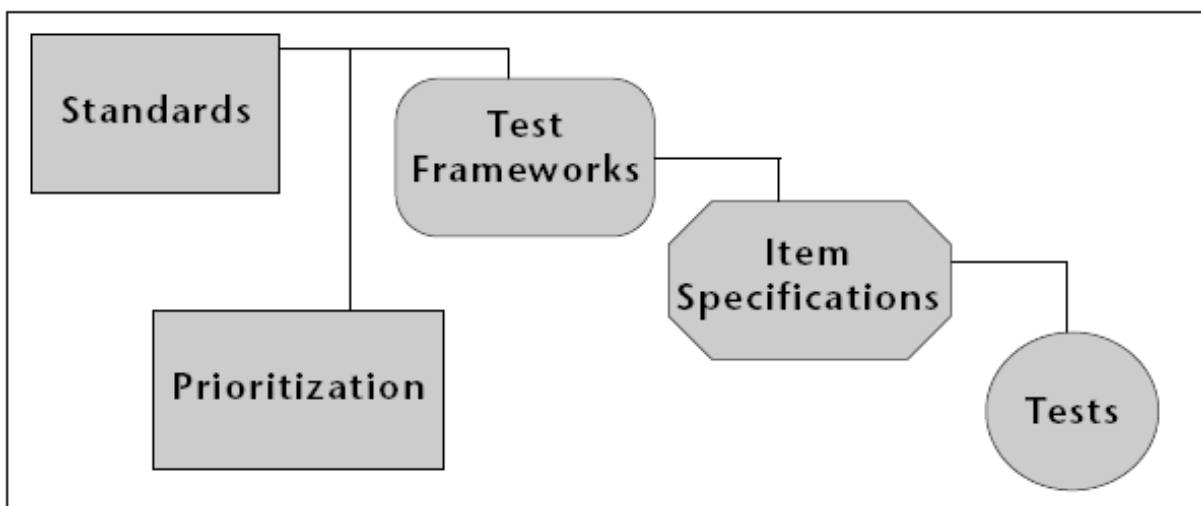 Standards
Test
Frameworks
Item
Specifications
Prioritization
Tests